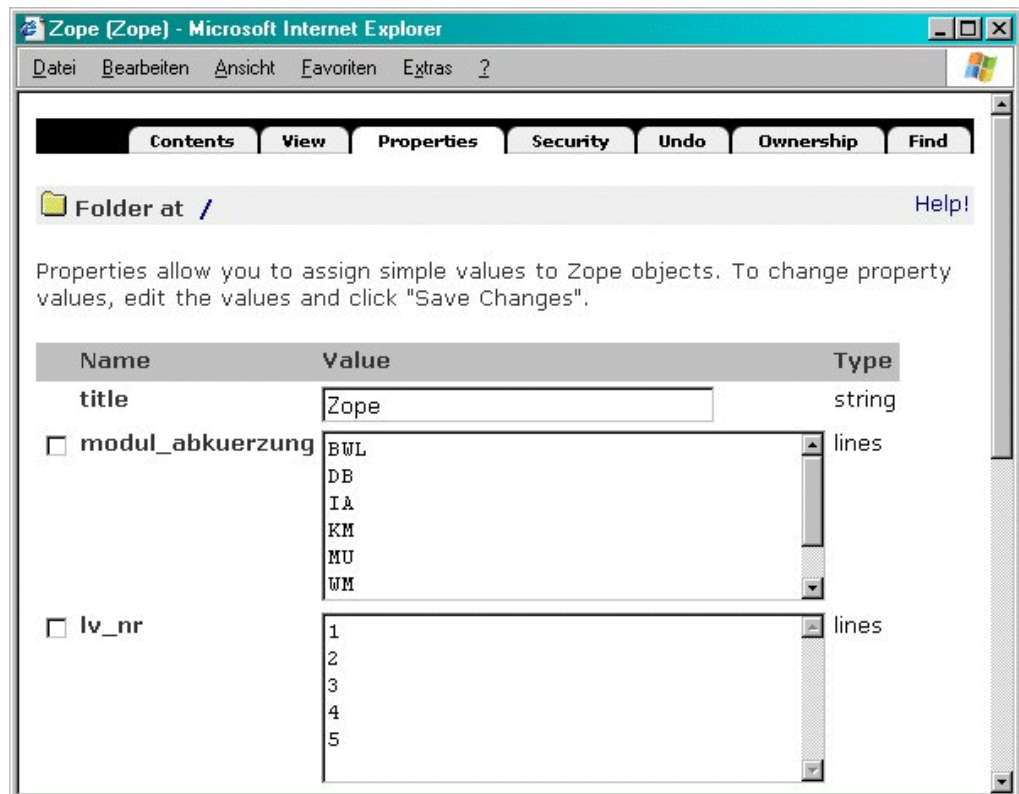 Zope (Zope) - Microsoft Internet Explorer
Datei Bearbeiten Ansicht Favoriten Extras ?
Contents View Properties Security Undo Ownership Find
Folder at / Help!
Properties allow you to assign simple values to Zope objects. To change property
values, edit the values and click "Save Changes".
Name Value Type
title Zope string
modul_abkuerzung BWL lines
DB
IA
KM
MU
WM
lv_nr 1 lines
2
3
4
5